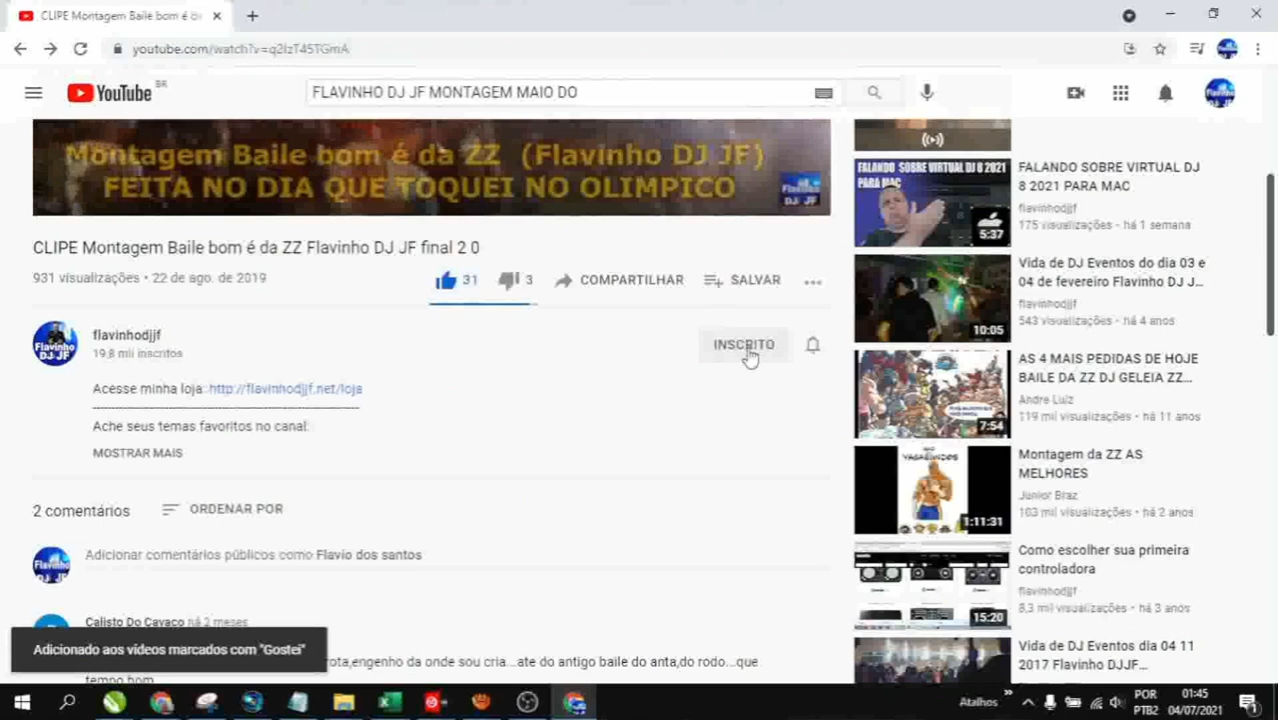 CLIPE Montagem Baile bom é da
youtube.com/watch?v=q2IzT45TGmA
YouTube BR
FLAVINHO DJ JF MONTAGEM MAIO DO
Montagem Baile bom é da ZZ (Flavinho DJ JF)
FEITA NO DIA QUE TOQUEI NO OLIMPICO
CLIPE Montagem Baile bom é da ZZ Flavinho DJ JF final 2 0
931 visualizações • 22 de ago. de 2019
31
3
COMPARTILHAR
SALVAR
flavinhodjjf
19,8 mil inscritos
INSCRITO
Acesse minha loja: http://flavinhodjjf.net/loja
Ache seus temas favoritos no canal:
MOSTRAR MAIS
2 comentários
ORDENAR POR
Adicionar comentários públicos como Flavio dos santos
Calisto Do Cavaco há 2 meses
rota,engenho da onde sou cria...ate do antigo baile do anta,do rodo...que
tempo bom
Adicionado aos vídeos marcados com "Gostei"
FALANDO SOBRE VIRTUAL DJ 8 2021
PARA MAC
5:37
FALANDO SOBRE VIRTUAL DJ
8 2021 PARA MAC
flavinhodjjf
175 visualizações • há 1 semana
10:05
Vida de DJ Eventos do dia 03 e
04 de fevereiro Flavinho DJ J...
flavinhodjjf
543 visualizações • há 4 anos
7:54
AS 4 MAIS PEDIDAS DE HOJE
BAILE DA ZZ DJ GELEIA ZZ...
Andre Luiz
119 mil visualizações • há 11 anos
VAGABUNDOS
1:11:31
Montagem da ZZ AS
MELHORES
Junior Braz
103 mil visualizações • há 2 anos
15:20
Como escolher sua primeira
controladora
flavinhodjjf
8,3 mil visualizações • há 3 anos
Vida de DJ Eventos dia 04 11
2017 Flavinho DJJF...
Atalhos
POR
PTB2
01:45
04/07/2021